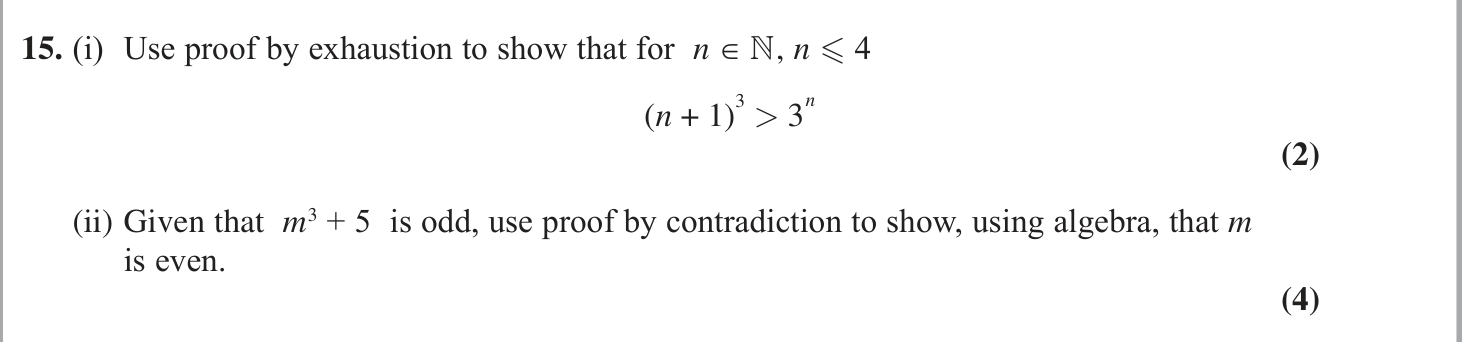 15. (i) Use proof by exhaustion to show that for n ∈ ℕ, n ⩽ 4
(n + 1)³ > 3ⁿ
(2)
(ii) Given that m³ + 5 is odd, use proof by contradiction to show, using algebra, that m
is even.
(4)